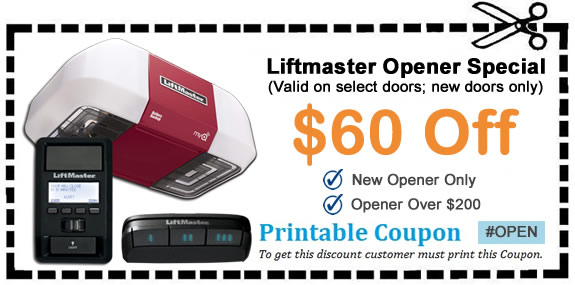 Liftmaster Opener Special
(Valid on select doors; new doors only)
$60 Off
New Opener Only
Opener Over $200
Printable Coupon #OPEN
To get this discount customer must print this Coupon.
LiftMaster
LiftMaster
LiftMaster